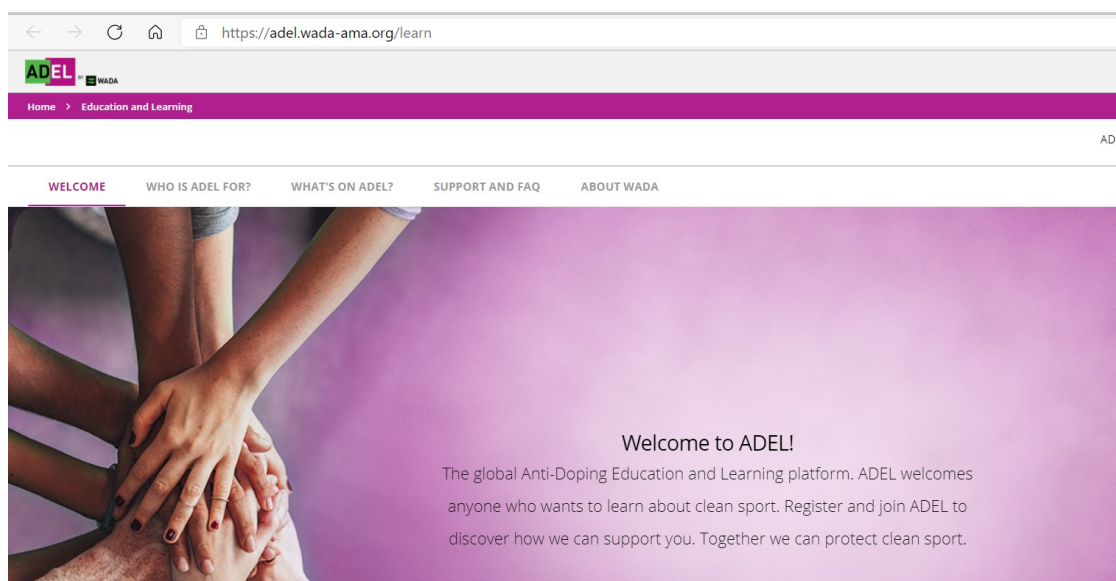 https://adel.wada-ama.org/learn
ADEL BY WADA
Home > Education and Learning
AD
WELCOME WHO IS ADEL FOR? WHAT'S ON ADEL? SUPPORT AND FAQ ABOUT WADA
Welcome to ADEL!
The global Anti-Doping Education and Learning platform. ADEL welcomes
anyone who wants to learn about clean sport. Register and join ADEL to
discover how we can support you. Together we can protect clean sport.